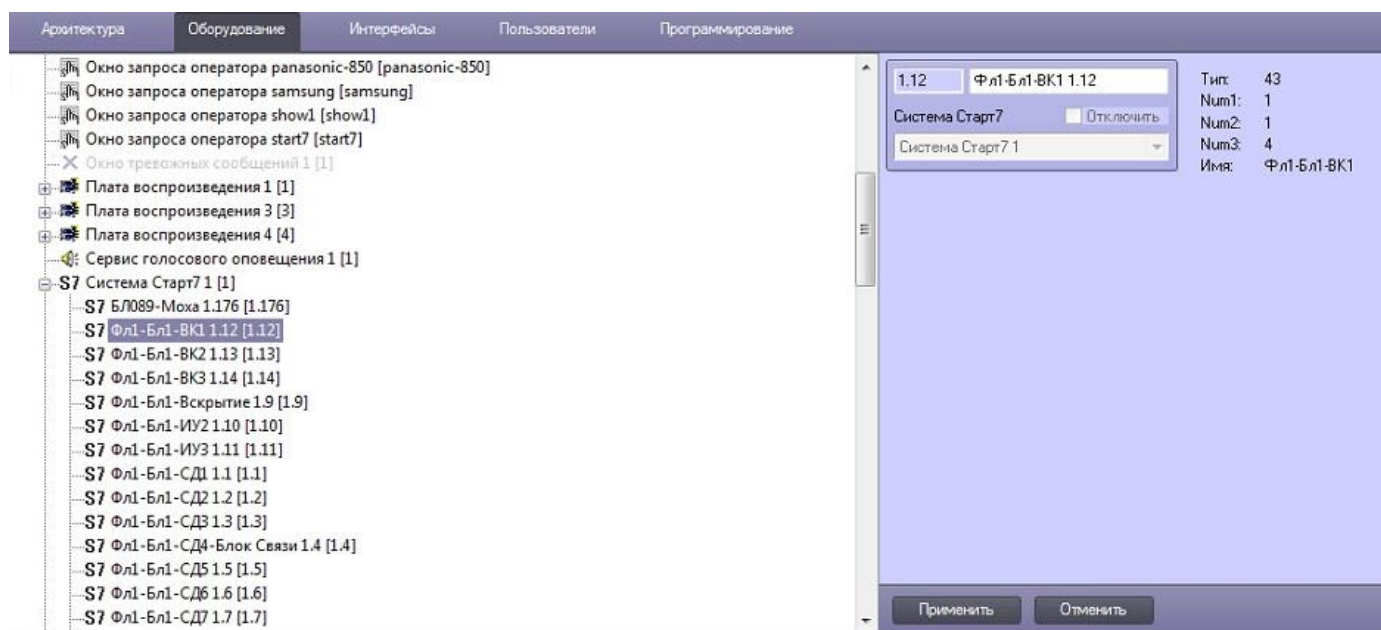 Архитектура Оборудование Интерфейсы Пользователи Программирование
Окно запроса оператора panasonic-850 [panasonic-850]
Окно запроса оператора samsung [samsung]
Окно запроса оператора show1 [show1]
Окно запроса оператора start7 [start7]
Окно тревожных сообщений 1 [1]
Плата воспроизведения 1 [1]
Плата воспроизведения 3 [3]
Плата воспроизведения 4 [4]
Сервис голосового оповещения 1 [1]
S7 Система Старт7 1 [1]
S7 БЛ089-Моха 1.176 [1.176]
S7 Фл1-Бл1-ВК1 1.12 [1.12]
S7 Фл1-Бл1-ВК2 1.13 [1.13]
S7 Фл1-Бл1-ВК3 1.14 [1.14]
S7 Фл1-Бл1-Вскрытие 1.9 [1.9]
S7 Фл1-Бл1-ИУ2 1.10 [1.10]
S7 Фл1-Бл1-ИУ3 1.11 [1.11]
S7 Фл1-Бл1-СД1 1.1 [1.1]
S7 Фл1-Бл1-СД2 1.2 [1.2]
S7 Фл1-Бл1-СД3 1.3 [1.3]
S7 Фл1-Бл1-СД4-Блок Связи 1.4 [1.4]
S7 Фл1-Бл1-СД5 1.5 [1.5]
S7 Фл1-Бл1-СД6 1.6 [1.6]
S7 Фл1-Бл1-СД7 1.7 [1.7]
1.12 Фл1-Бл1-ВК1 1.12
Система Старт7 Отключить
Система Старт7 1
Тип: 43
Num1: 1
Num2: 1
Num3: 4
Имя: Фл1-Бл1-ВК1
Применить Отменить